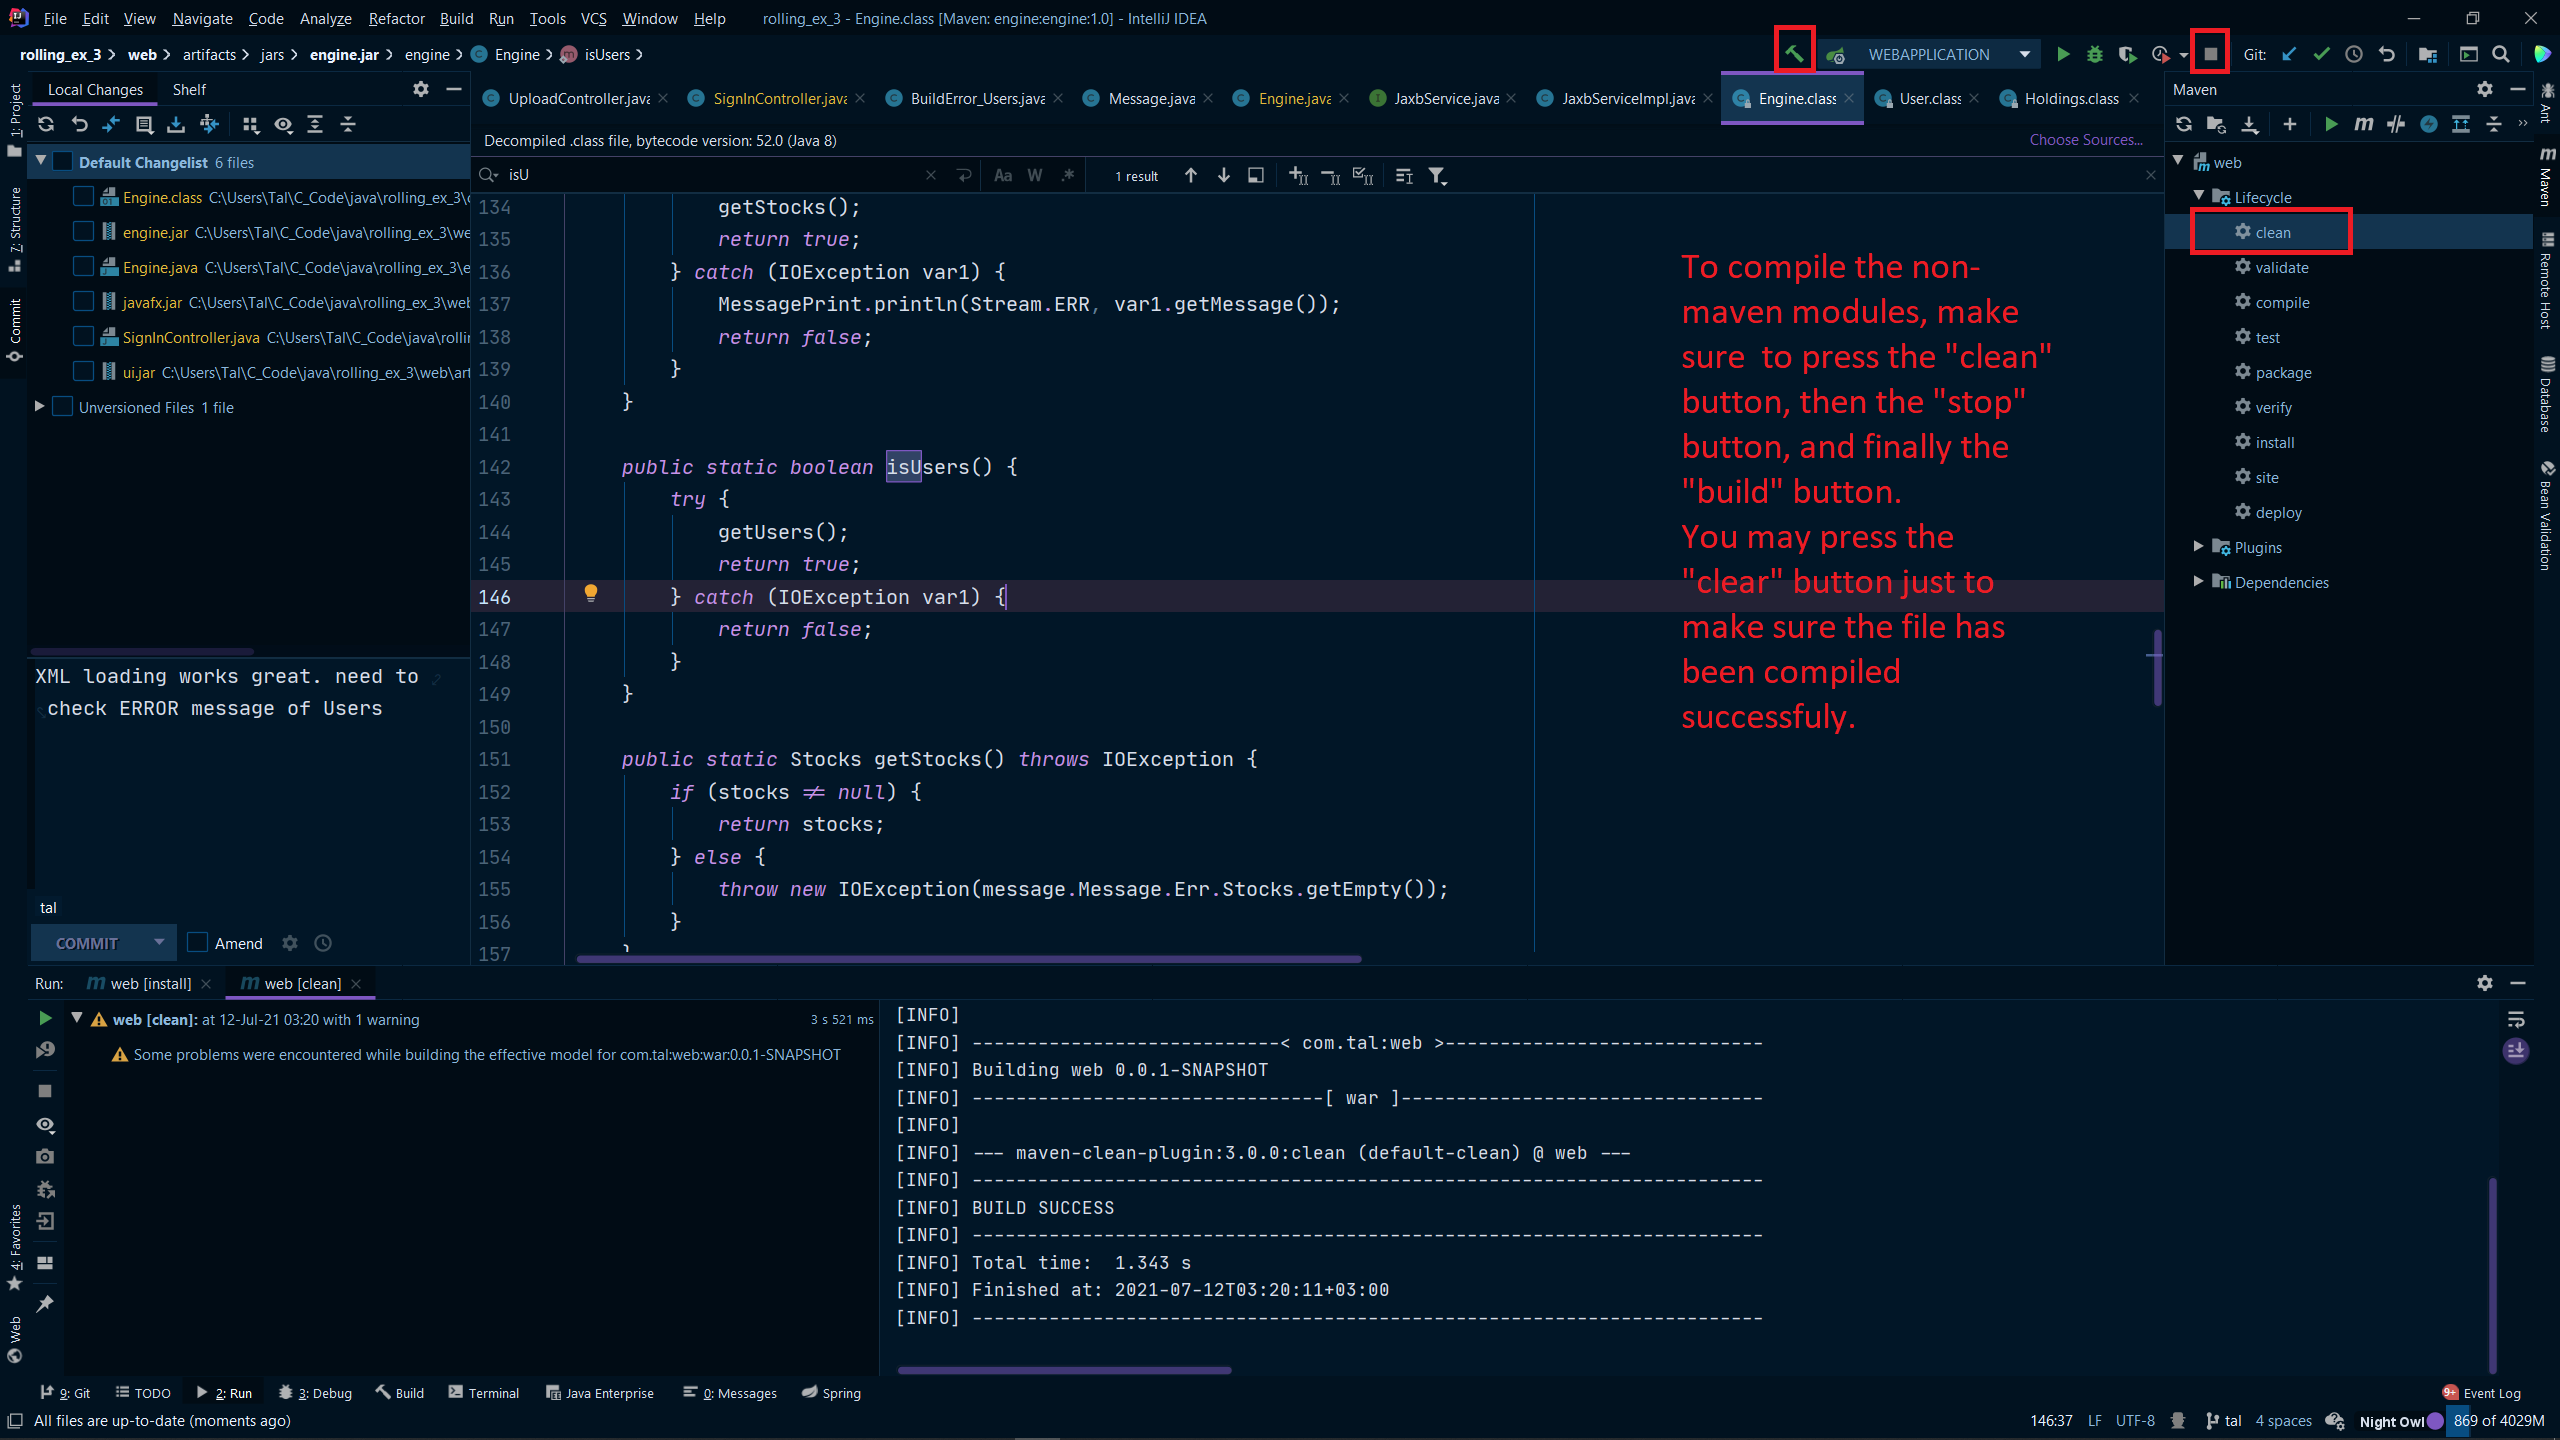 File Edit View Navigate Code Analyze Refactor Build Run Tools VCS Window Help rolling_ex_3 - Engine.class [Maven: engine:engine:1.0] - IntelliJ IDEA
rolling_ex_3 web artifacts jars engine.jar engine Engine isUsers WEBAPPLICATION Git:
1: Project
7: Structure
Commit
4: Favorites
Web
Local Changes Shelf
Default Changelist 6 files
Engine.class C:\Users\Tal\C_Code\java\rolling_ex_3\
engine.jar C:\Users\Tal\C_Code\java\rolling_ex_3\we
Engine.java C:\Users\Tal\C_Code\java\rolling_ex_3\e
javafx.jar C:\Users\Tal\C_Code\java\rolling_ex_3\web
SignInController.java C:\Users\Tal\C_Code\java\rollin
ui.jar C:\Users\Tal\C_Code\java\rolling_ex_3\web\art
Unversioned Files 1 file
XML loading works great. need to
check ERROR message of Users
tal
COMMIT Amend
UploadController.java SignInController.java BuildError_Users.java Message.java Engine.java JaxbService.java JaxbServiceImpl.java Engine.class User.class Holdings.class
Decompiled .class file, bytecode version: 52.0 (Java 8) Choose Sources...
isU Aa W .* 1 result
134 getStocks();
135 return true;
136 } catch (IOException var1) {
137 MessagePrint.println(Stream.ERR, var1.getMessage());
138 return false;
139 }
140 }
141
142 public static boolean isUsers() {
143 try {
144 getUsers();
145 return true;
146 } catch (IOException var1) {
147 return false;
148 }
149 }
150
151 public static Stocks getStocks() throws IOException {
152 if (stocks ≠ null) {
153 return stocks;
154 } else {
155 throw new IOException(message.Message.Err.Stocks.getEmpty());
156 }
157 }
To compile the non-
maven modules, make
sure  to press the "clean"
button, then the "stop"
button, and finally the
"build" button.
You may press the
"clear" button just to
make sure the file has
been compiled
successfuly.
Maven
web
Lifecycle
clean
validate
compile
test
package
verify
install
site
deploy
Plugins
Dependencies
Ant
Maven
Remote Host
Database
Bean Validation
Run: web [install] web [clean]
web [clean]: at 12-Jul-21 03:20 with 1 warning 3 s 521 ms
Some problems were encountered while building the effective model for com.tal:web:war:0.0.1-SNAPSHOT
[INFO]
[INFO] ----------------------------< com.tal:web >-----------------------------
[INFO] Building web 0.0.1-SNAPSHOT
[INFO] --------------------------------[ war ]---------------------------------
[INFO]
[INFO] --- maven-clean-plugin:3.0.0:clean (default-clean) @ web ---
[INFO] ------------------------------------------------------------------------
[INFO] BUILD SUCCESS
[INFO] ------------------------------------------------------------------------
[INFO] Total time:  1.343 s
[INFO] Finished at: 2021-07-12T03:20:11+03:00
[INFO] ------------------------------------------------------------------------
9: Git TODO 2: Run 3: Debug Build Terminal Java Enterprise 0: Messages Spring 9+ Event Log
All files are up-to-date (moments ago) 146:37 LF UTF-8 tal 4 spaces Night Owl 869 of 4029M